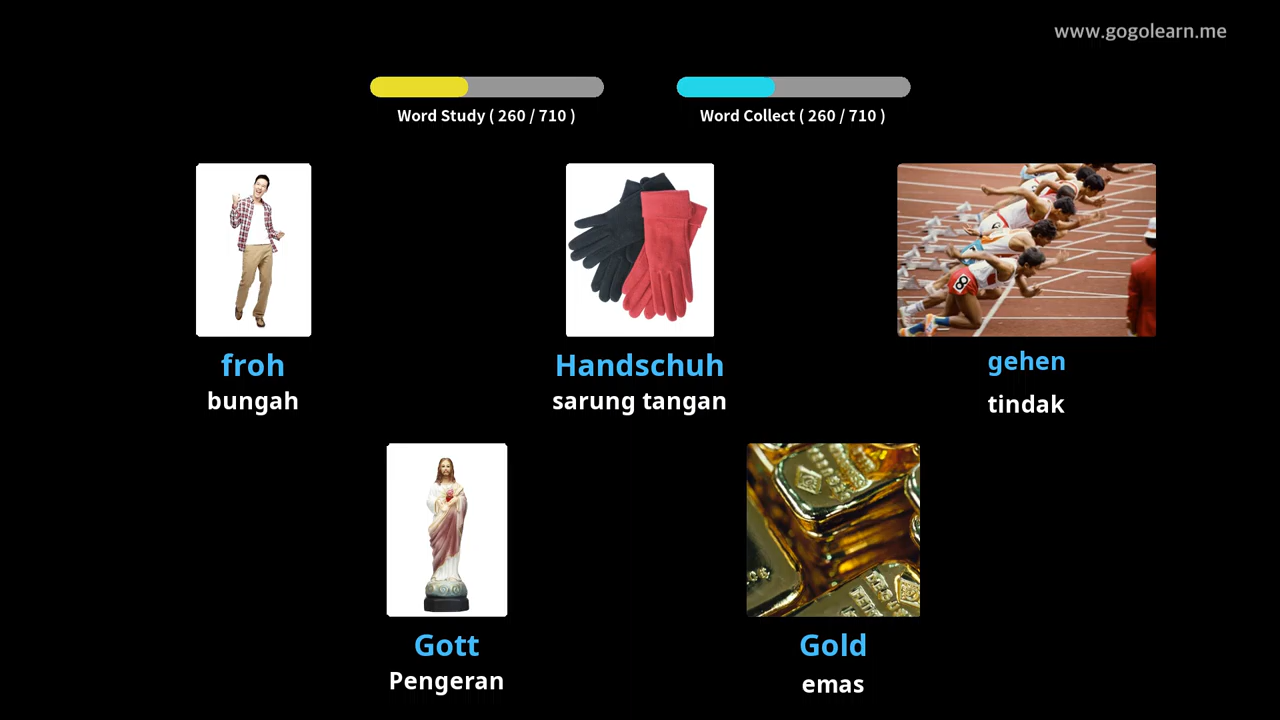 www.gogolearn.me
Word Study ( 260 / 710 )
Word Collect ( 260 / 710 )
froh
bungah
Handschuh
sarung tangan
gehen
tindak
Gott
Pengeran
Gold
emas